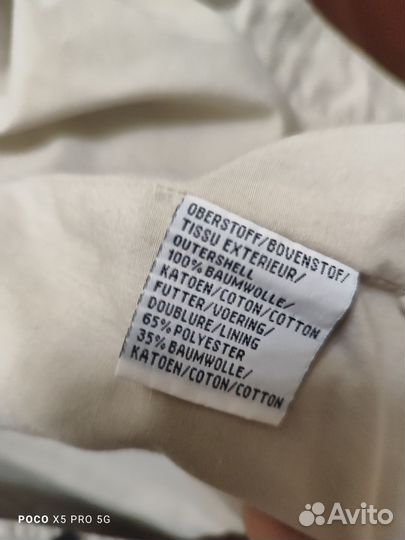 OBERSTOFF/BOVENSTOF/
TISSU EXTERIEUR/
OUTERSHELL
100% BAUMWOLLE/
KATOEN/COTON/COTTON
FUTTER/VOERING/
DOUBLURE/LINING
65% POLYESTER
35% BAUMWOLLE/
KATOEN/COTON/COTTON
POCO X5 PRO 5G
Avito